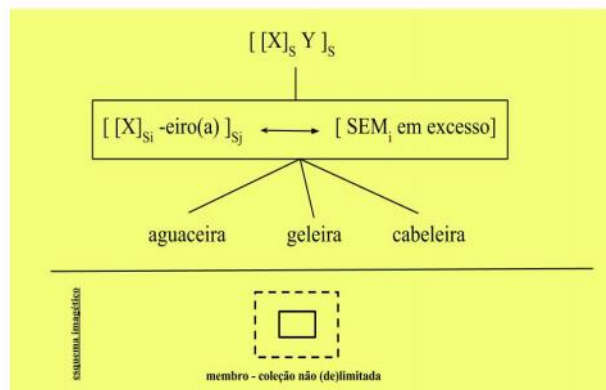 [ [X]S Y ]S
[ [X]Si -eiro(a) ]Sj ⟷ [ SEMi em excesso]
aguaceira geleira cabeleira
esquema imagético
membro - coleção não (de)limitada